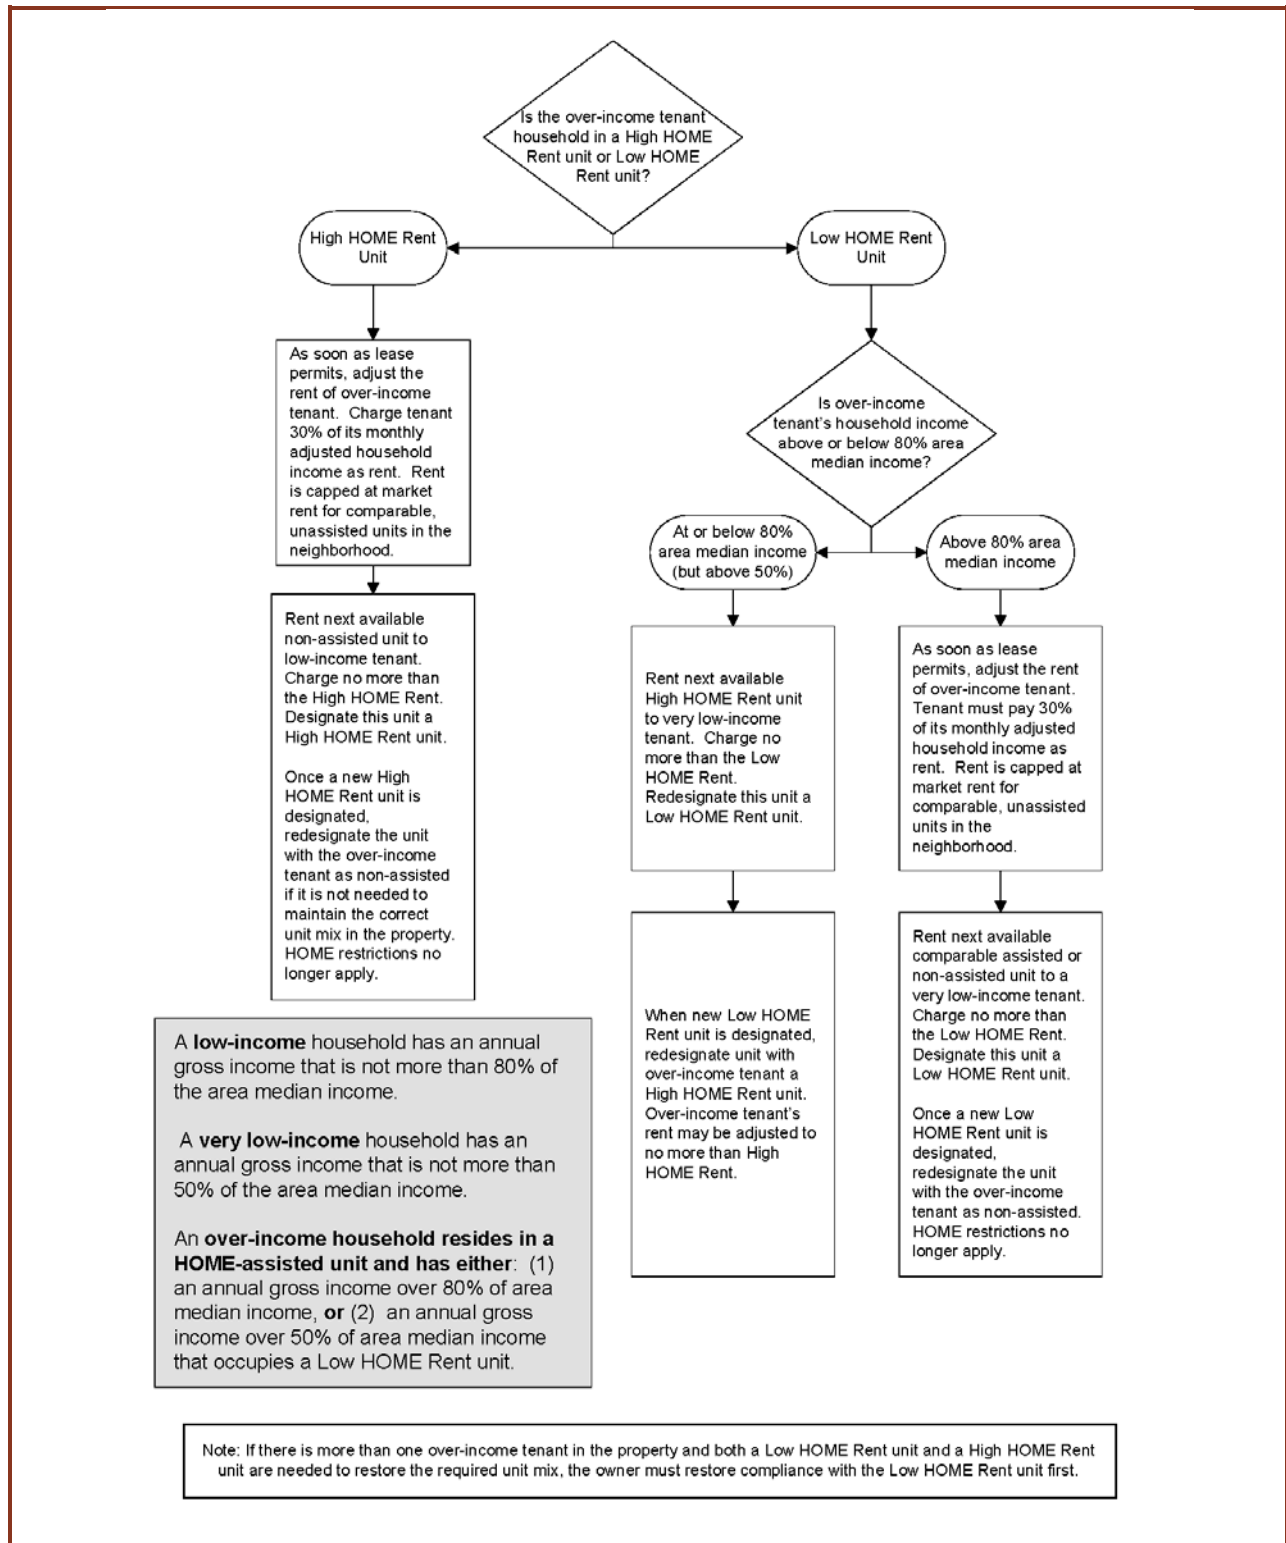 Is the over-income tenant
household in a High HOME
Rent unit or Low HOME
Rent unit?
High HOME Rent
Unit
Low HOME Rent
Unit
As soon as lease
permits, adjust the
rent of over-income
tenant.  Charge tenant
30% of its monthly
adjusted household
income as rent.  Rent
is capped at market
rent for comparable,
unassisted units in the
neighborhood.
Rent next available
non-assisted unit to
low-income tenant.
Charge no more than
the High HOME Rent.
Designate this unit a
High HOME Rent unit.
Once a new High
HOME Rent unit is
designated,
redesignate the unit
with the over-income
tenant as non-assisted
if it is not needed to
maintain the correct
unit mix in the property.
HOME restrictions no
longer apply.
Is over-income
tenant's household income
above or below 80% area
median income?
At or below 80%
area median income
(but above 50%)
Above 80% area
median income
Rent next available
High HOME Rent unit
to very low-income
tenant.  Charge no
more than the Low
HOME Rent.
Redesignate this unit a
Low HOME Rent unit.
When new Low HOME
Rent unit is designated,
redesignate unit with
over-income tenant a
High HOME Rent unit.
Over-income tenant's
rent may be adjusted to
no more than High
HOME Rent.
As soon as lease
permits, adjust the rent
of over-income tenant.
Tenant must pay 30%
of its monthly adjusted
household income as
rent.  Rent is capped at
market rent for
comparable, unassisted
units in the
neighborhood.
Rent next available
comparable assisted or
non-assisted unit to a
very low-income tenant.
Charge no more than
the Low HOME Rent.
Designate this unit a
Low HOME Rent unit.
Once a new Low
HOME Rent unit is
designated,
redesignate the unit
with the over-income
tenant as non-assisted.
HOME restrictions no
longer apply.
A low-income household has an annual
gross income that is not more than 80% of
the area median income.
A very low-income household has an
annual gross income that is not more than
50% of the area median income.
An over-income household resides in a
HOME-assisted unit and has either:  (1)
an annual gross income over 80% of area
median income, or (2)  an annual gross
income over 50% of area median income
that occupies a Low HOME Rent unit.
Note: If there is more than one over-income tenant in the property and both a Low HOME Rent unit and a High HOME Rent
unit are needed to restore the required unit mix, the owner must restore compliance with the Low HOME Rent unit first.